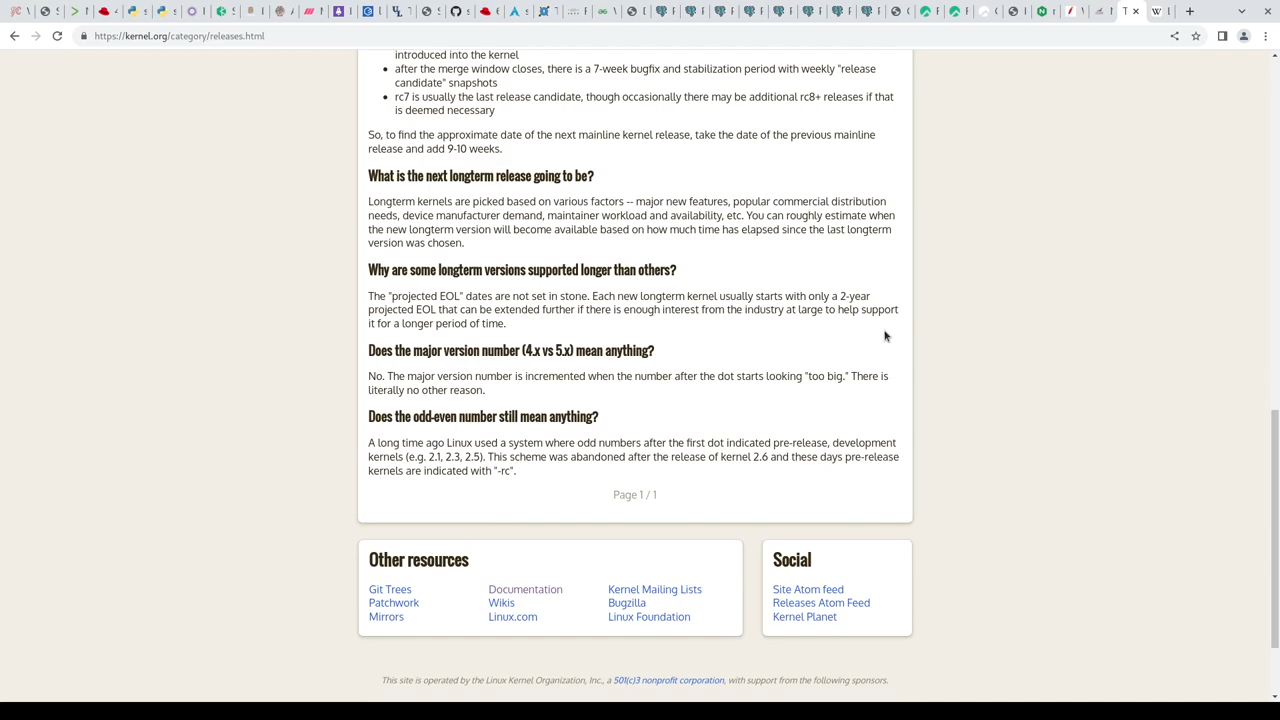 https://kernel.org/category/releases.html
introduced into the kernel
after the merge window closes, there is a 7-week bugfix and stabilization period with weekly "release
candidate" snapshots
rc7 is usually the last release candidate, though occasionally there may be additional rc8+ releases if that
is deemed necessary
So, to find the approximate date of the next mainline kernel release, take the date of the previous mainline
release and add 9-10 weeks.
What is the next longterm release going to be?
Longterm kernels are picked based on various factors -- major new features, popular commercial distribution
needs, device manufacturer demand, maintainer workload and availability, etc. You can roughly estimate when
the new longterm version will become available based on how much time has elapsed since the last longterm
version was chosen.
Why are some longterm versions supported longer than others?
The "projected EOL" dates are not set in stone. Each new longterm kernel usually starts with only a 2-year
projected EOL that can be extended further if there is enough interest from the industry at large to help support
it for a longer period of time.
Does the major version number (4.x vs 5.x) mean anything?
No. The major version number is incremented when the number after the dot starts looking "too big." There is
literally no other reason.
Does the odd-even number still mean anything?
A long time ago Linux used a system where odd numbers after the first dot indicated pre-release, development
kernels (e.g. 2.1, 2.3, 2.5). This scheme was abandoned after the release of kernel 2.6 and these days pre-release
kernels are indicated with "-rc".
Page 1 / 1
Other resources
Git Trees
Documentation
Kernel Mailing Lists
Patchwork
Wikis
Bugzilla
Mirrors
Linux.com
Linux Foundation
Social
Site Atom feed
Releases Atom Feed
Kernel Planet
This site is operated by the Linux Kernel Organization, Inc., a 501(c)3 nonprofit corporation, with support from the following sponsors.